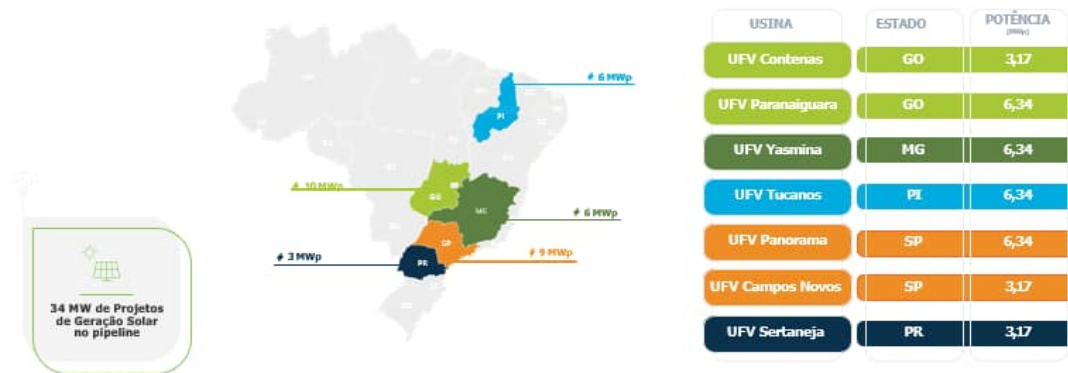 # 6 MWp
PI
# 10 MWp
GO
MG
# 6 MWp
SP
# 9 MWp
# 3 MWp
PR
34 MW de Projetos
de Geração Solar
no pipeline
USINA ESTADO POTÊNCIA
(MWp)
UFV Contenas GO 3,17
UFV Paranaiguara GO 6,34
UFV Yasmina MG 6,34
UFV Tucanos PI 6,34
UFV Panorama SP 6,34
UFV Campos Novos SP 3,17
UFV Sertaneja PR 3,17